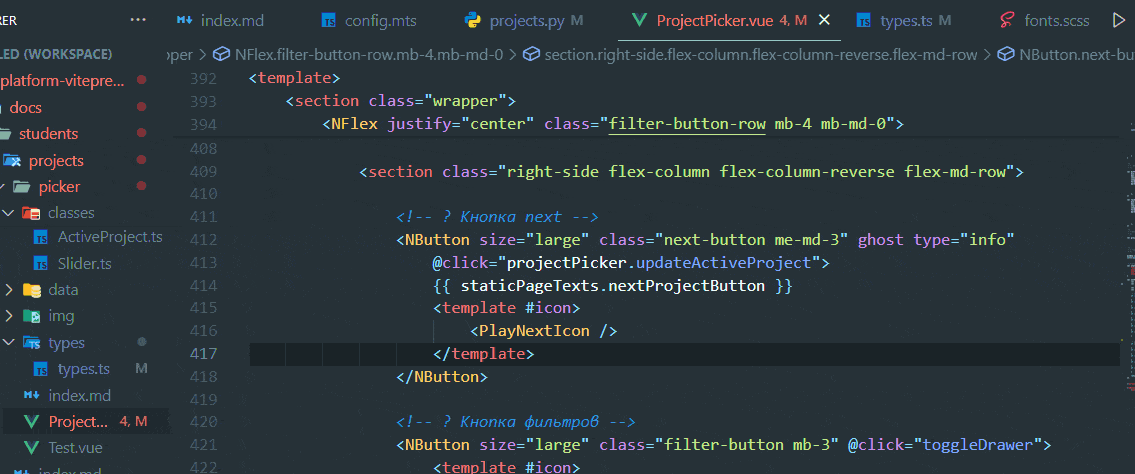 RER
···
index.md
config.mts
projects.py M
ProjectPicker.vue 4, M
types.ts M
fonts.scss
LED (WORKSPACE)
platform-vitepre...
docs
students
projects
picker
classes
ActiveProject.ts
Slider.ts
data
img
types
types.ts M
index.md
Project... 4, M
Test.vue
index.md
pper > NFlex.filter-button-row.mb-4.mb-md-0 > section.right-side.flex-column.flex-column-reverse.flex-md-row > NButton.next-bu
392 <template>
393 <section class="wrapper">
394 <NFlex justify="center" class="filter-button-row mb-4 mb-md-0">
408
409 <section class="right-side flex-column flex-column-reverse flex-md-row">
410
411 <!-- ? Кнопка next -->
412 <NButton size="large" class="next-button me-md-3" ghost type="info"
413 @click="projectPicker.updateActiveProject">
414 {{ staticPageTexts.nextProjectButton }}
415 <template #icon>
416 <PlayNextIcon />
417 </template>
418 </NButton>
419
420 <!-- ? Кнопка фильтров -->
421 <NButton size="large" class="filter-button mb-3" @click="toggleDrawer">
422 <template #icon>